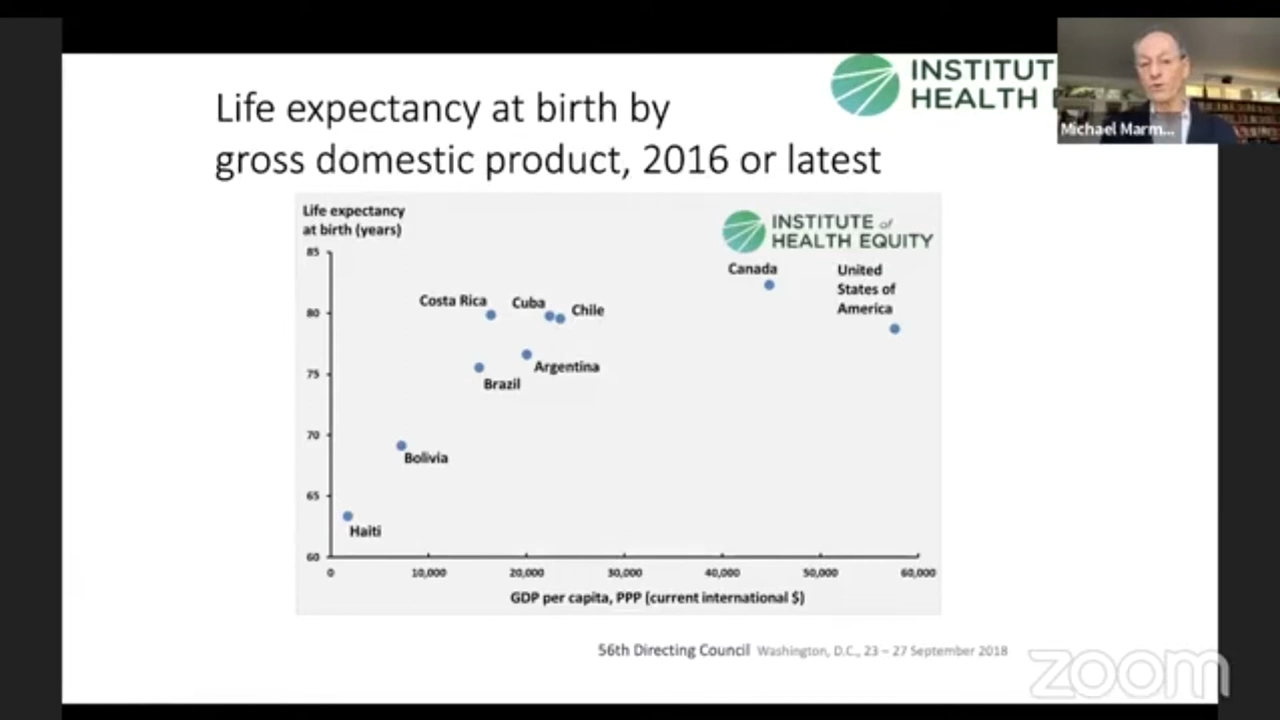 Life expectancy at birth by
gross domestic product, 2016 or latest
INSTITUT
HEALTH
Michael Marm...
Life expectancy
at birth (years)
INSTITUTE of
HEALTH EQUITY
85
80
75
70
65
60
Canada
United
States of
America
Costa Rica
Cuba
Chile
Argentina
Brazil
Bolivia
Haiti
0 10,000 20,000 30,000 40,000 50,000 60,000
GDP per capita, PPP (current international $)
56th Directing Council Washington, D.C., 23 – 27 September 2018
zoom